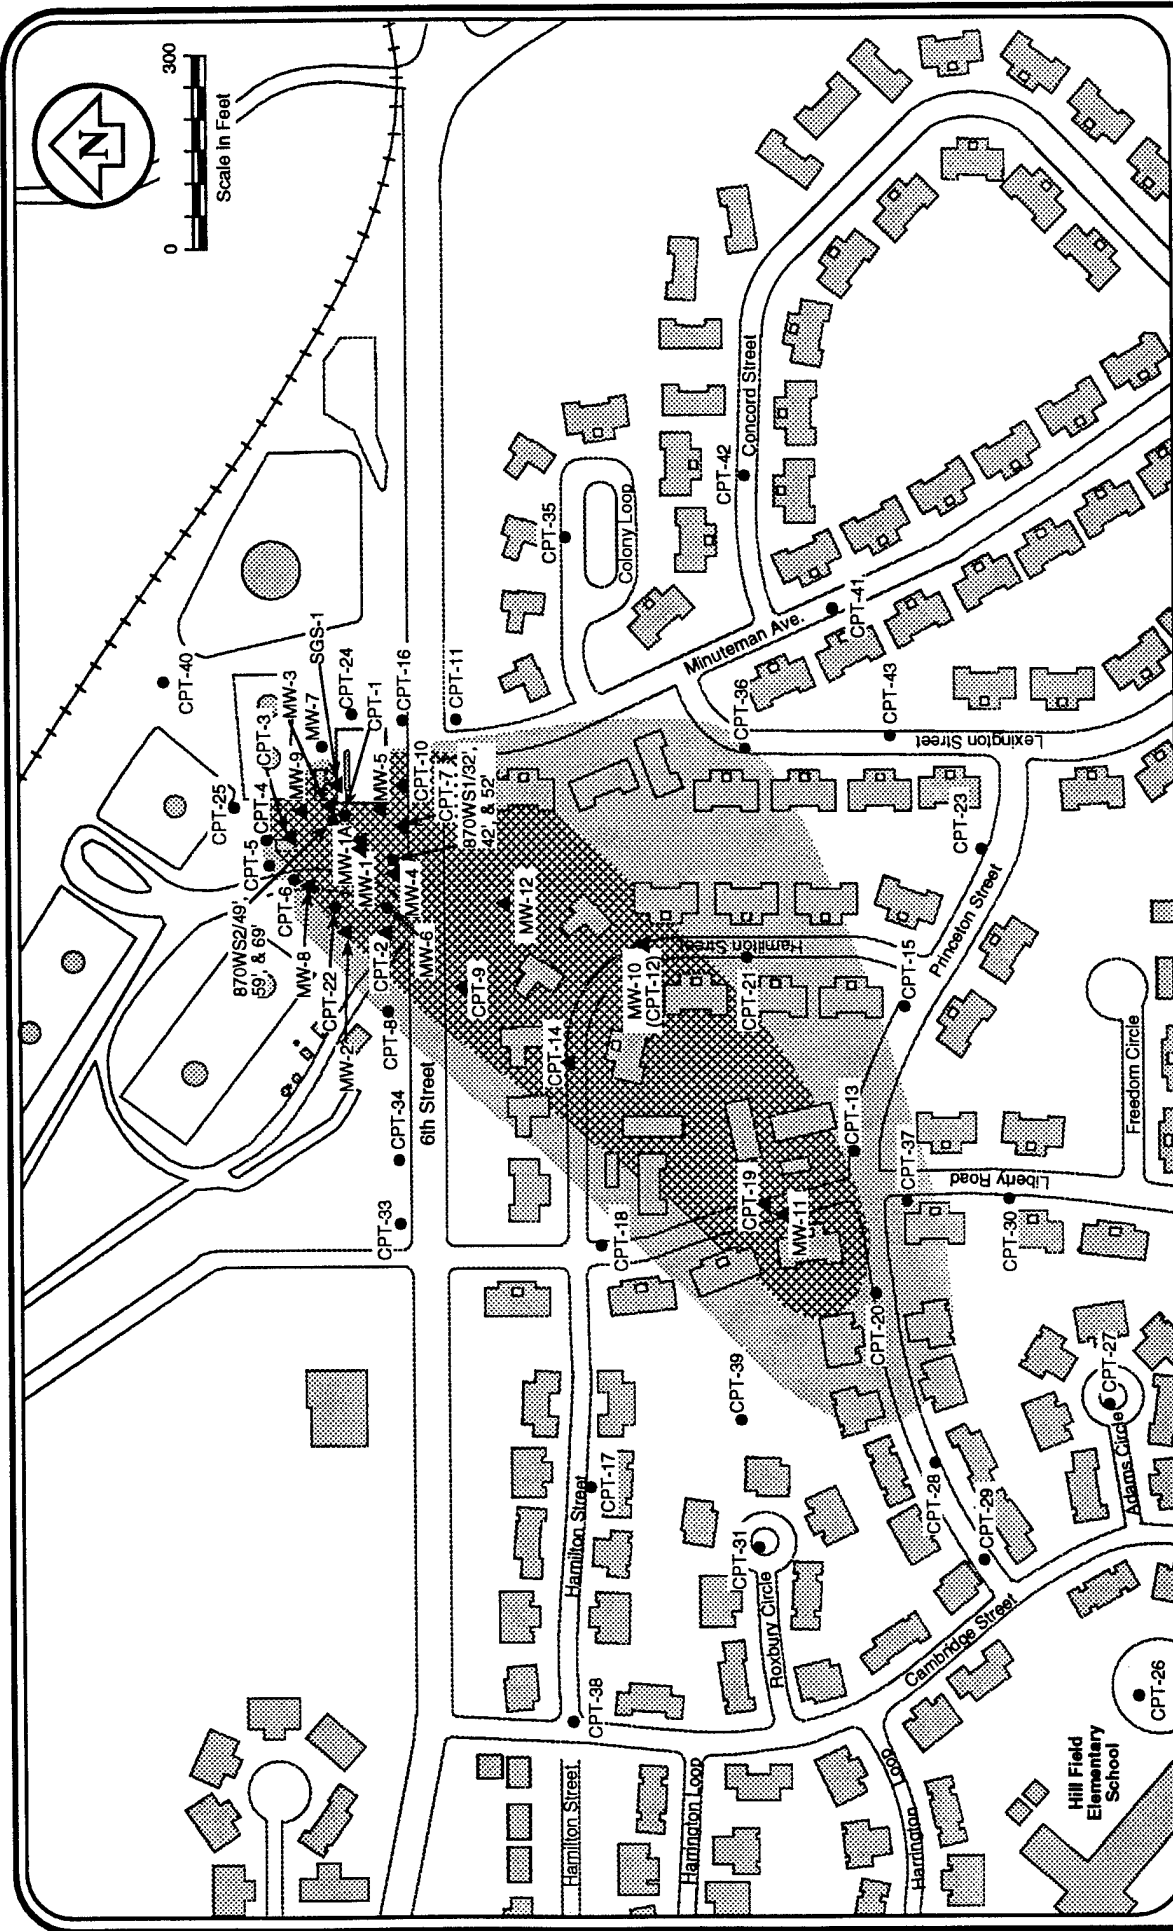 N
0
300
Scale in Feet
CPT-40
SGS-1
CPT-24
CPT-1
CPT-16
CPT-11
MW-3
MW-7
CPT-3
MW-9
MW-5
CPT-10
CPT-25
CPT-4
CPT-5
MW-1A
MW-14
CPT-7
870WS1/32',
42', & 52'
CPT-6
MW-4
870WS2/49',
59', & 69'
MW-8
CPT-22
CPT-2
MW-6
MW-2
CPT-8
MW-12
CPT-9
CPT-34
6th Street
CPT-33
CPT-35
Colony Loop
CPT-42
Concord Street
Minuteman Ave.
CPT-41
CPT-36
CPT-43
Lexington Street
CPT-23
Princeton Street
CPT-14
MW-10
(CPT-12)
Hamilton Street
CPT-21
CPT-15
CPT-13
CPT-37
Liberty Road
CPT-30
Freedom Circle
CPT-18
CPT-19
MW-11
CPT-20
CPT-39
CPT-17
Hamilton Street
CPT-27
Adams Circle
CPT-28
CPT-29
CPT-31
Roxbury Circle
Cambridge Street
CPT-38
Hamilton Street
Harrington Loop
Harrington
Loop
CPT-26
Hill Field
Elementary
School